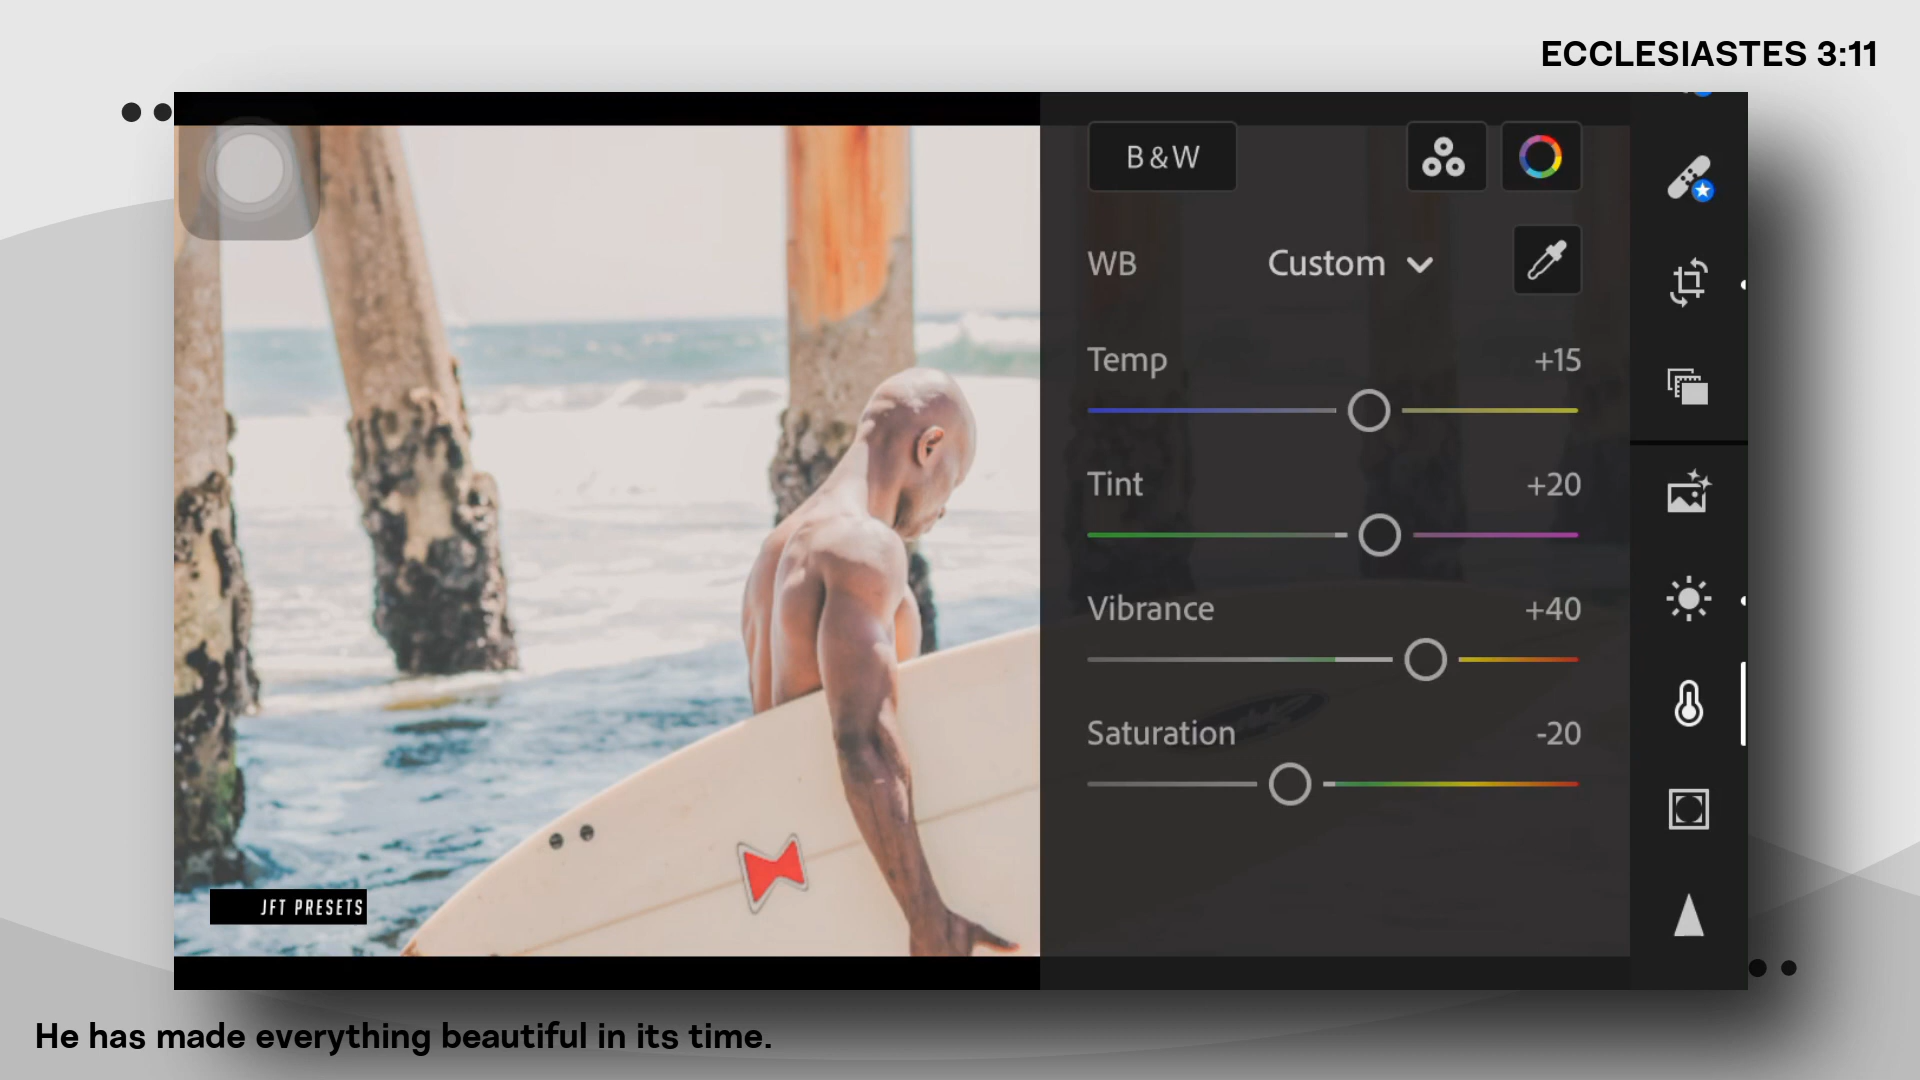 ECCLESIASTES 3:11
B&W
WB Custom
Temp +15
Tint +20
Vibrance +40
Saturation -20
JFT PRESETS
He has made everything beautiful in its time.